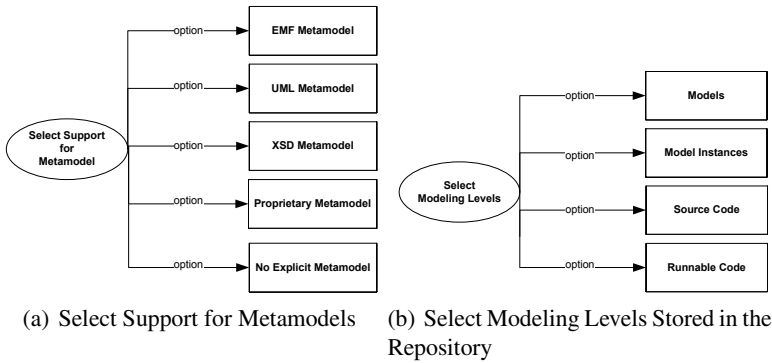 option
EMF Metamodel
option
UML Metamodel
Select Support
for
Metamodel
option
XSD Metamodel
option
Proprietary Metamodel
option
No Explicit Metamodel
(a) Select Support for Metamodels
option
Models
option
Model Instances
Select
Modeling Levels
option
Source Code
option
Runnable Code
(b) Select Modeling Levels Stored in the
Repository